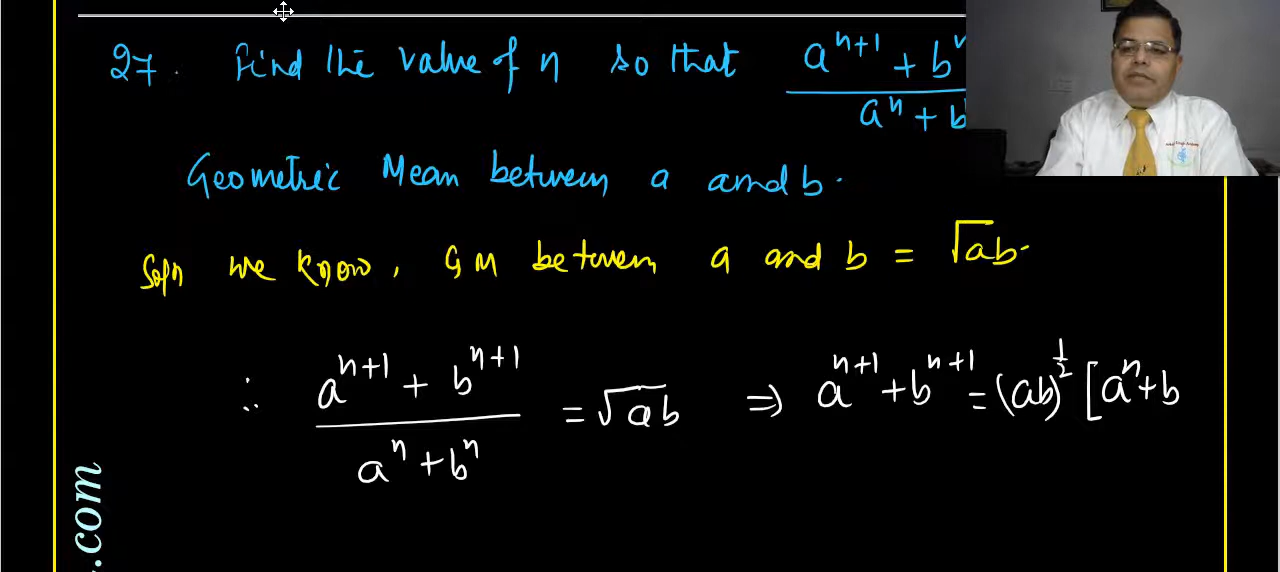 27. Find the value of n so that (a^{n+1} + b^{n})/(a^{n} + b)
Geometric Mean between a and b.
Soln We know, GM between a and b = √ab.
∴ (a^{n+1} + b^{n+1})/(a^{n} + b^{n}) = √ab ⇒ a^{n+1} + b^{n+1} = (ab)^{1/2} [a^{n} + b
.com